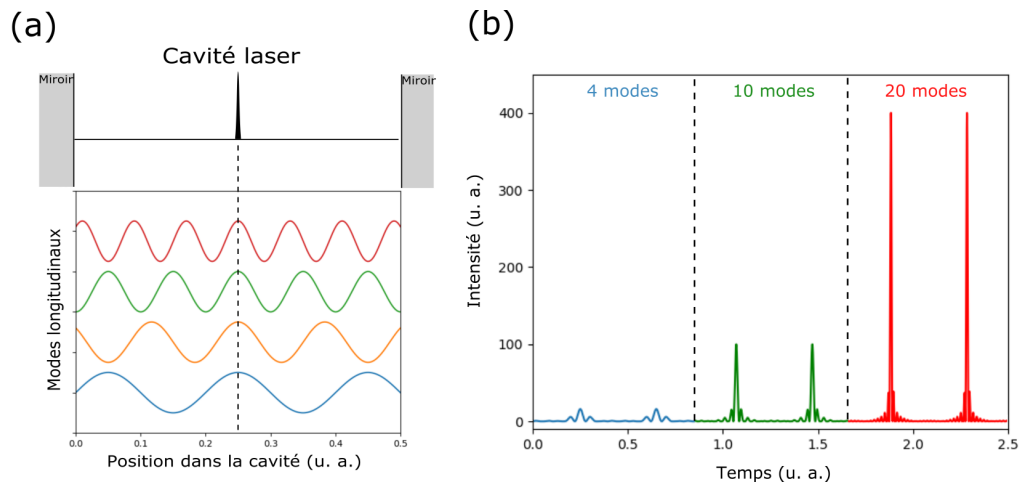 (a)
Cavité laser
Miroir
Miroir
Modes longitudinaux
0.0 0.1 0.2 0.3 0.4 0.5
Position dans la cavité (u. a.)
(b)
4 modes 10 modes 20 modes
Intensité (u. a.)
400
300
200
100
0
0.0 0.5 1.0 1.5 2.0 2.5
Temps (u. a.)